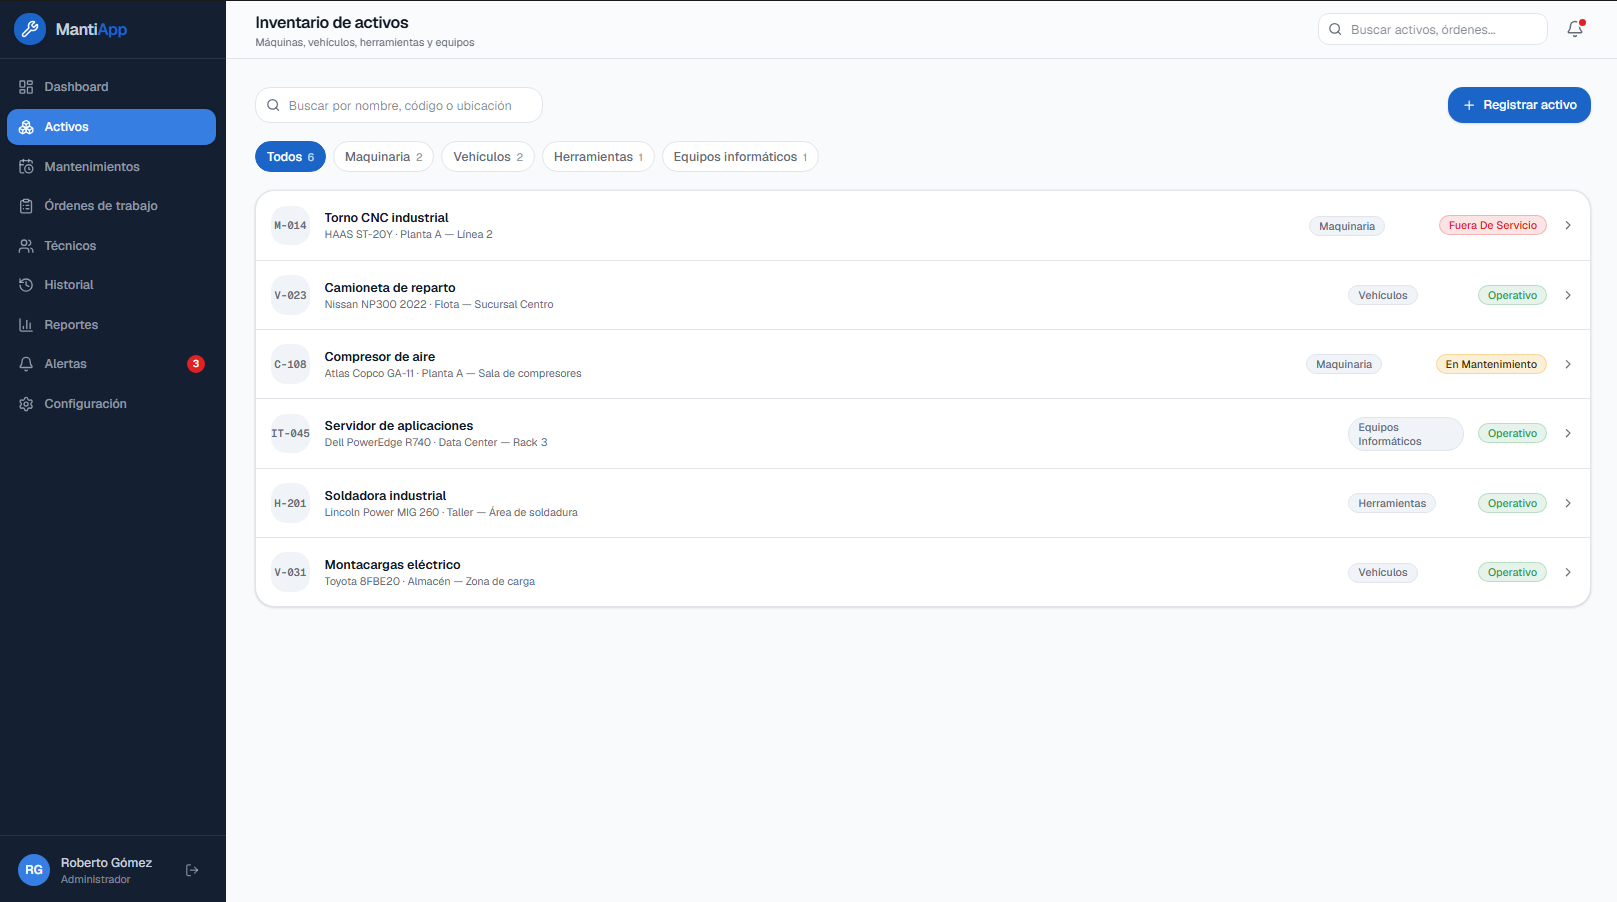 MantiApp
Dashboard
Activos
Mantenimientos
Órdenes de trabajo
Técnicos
Historial
Reportes
Alertas 3
Configuración
RG
Roberto Gómez
Administrador
Inventario de activos
Máquinas, vehículos, herramientas y equipos
Buscar activos, órdenes...
Buscar por nombre, código o ubicación
+ Registrar activo
Todos 6
Maquinaria 2
Vehículos 2
Herramientas 1
Equipos informáticos 1
M-014
Torno CNC industrial
HAAS ST-20Y · Planta A — Línea 2
Maquinaria
Fuera De Servicio
V-023
Camioneta de reparto
Nissan NP300 2022 · Flota — Sucursal Centro
Vehículos
Operativo
C-108
Compresor de aire
Atlas Copco GA-11 · Planta A — Sala de compresores
Maquinaria
En Mantenimiento
IT-045
Servidor de aplicaciones
Dell PowerEdge R740 · Data Center — Rack 3
Equipos
Informáticos
Operativo
H-201
Soldadora industrial
Lincoln Power MIG 260 · Taller — Área de soldadura
Herramientas
Operativo
V-031
Montacargas eléctrico
Toyota 8FBE20 · Almacén — Zona de carga
Vehículos
Operativo